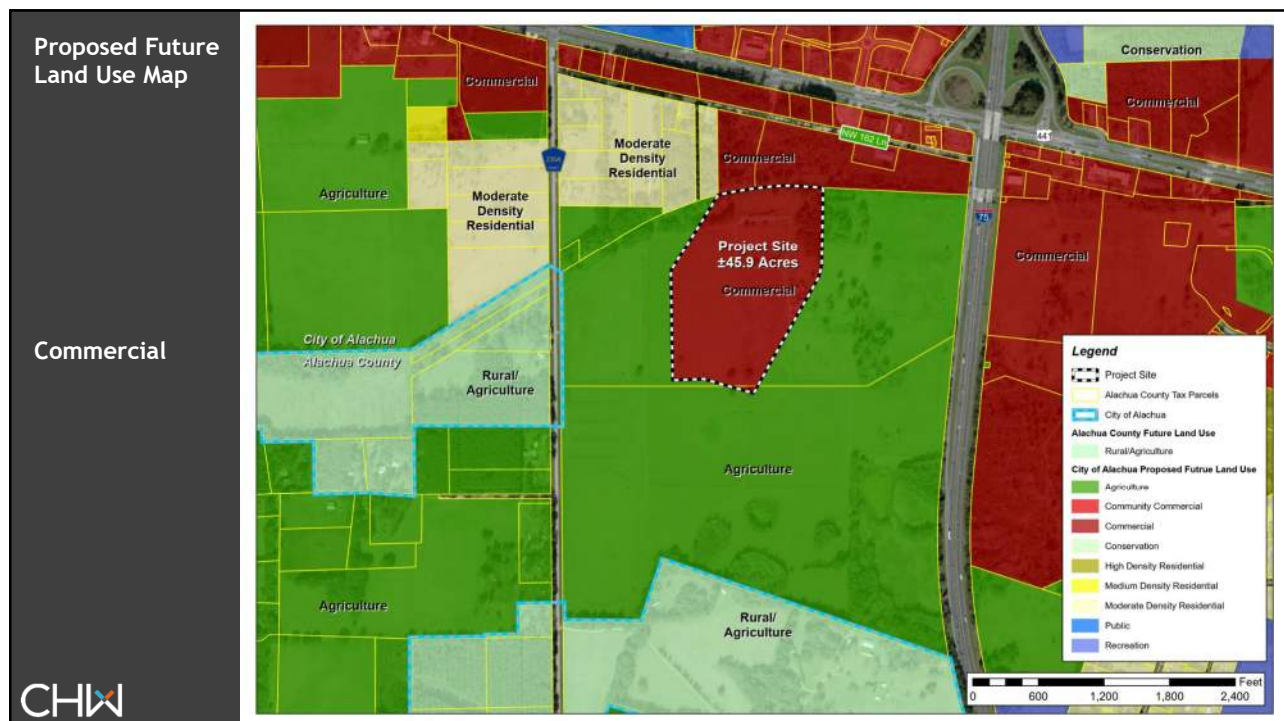 Proposed Future
Land Use Map
Commercial
CHW
Conservation
Commercial
Commercial
441
NW 162 Ln
Moderate
Density
Residential
Commercial
235A
Agriculture
Moderate
Density
Residential
75
Project Site
±45.9 Acres
Commercial
Commercial
City of Alachua
Alachua County
Rural/
Agriculture
Agriculture
Agriculture
Rural/
Agriculture
Legend
Project Site
Alachua County Tax Parcels
City of Alachua
Alachua County Future Land Use
Rural/Agriculture
City of Alachua Proposed Futrue Land Use
Agriculture
Community Commercial
Commercial
Conservation
High Density Residential
Medium Density Residential
Moderate Density Residential
Public
Recreation
Feet
0 600 1,200 1,800 2,400